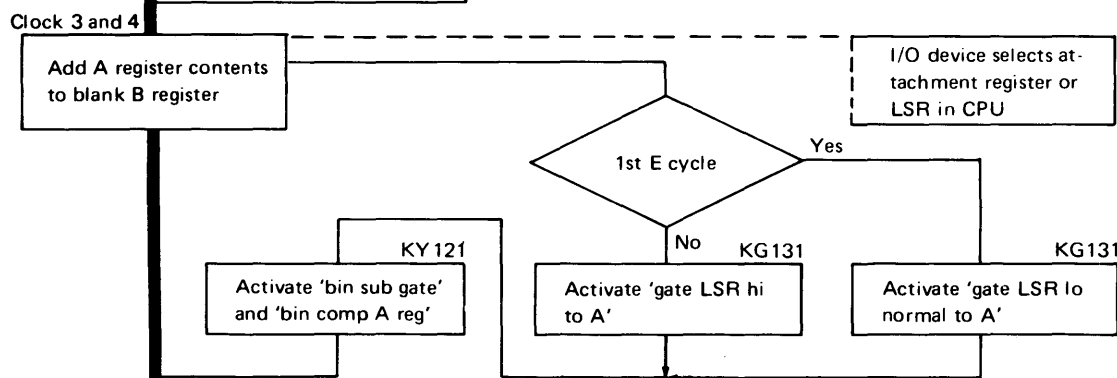 Clock 3 and 4
Add A register contents
to blank B register
I/O device selects at-
tachment register or
LSR in CPU
1st E cycle
Yes
No
KY121
Activate 'bin sub gate'
and 'bin comp A reg'
KG131
Activate 'gate LSR hi
to A'
KG131
Activate 'gate LSR lo
normal to A'